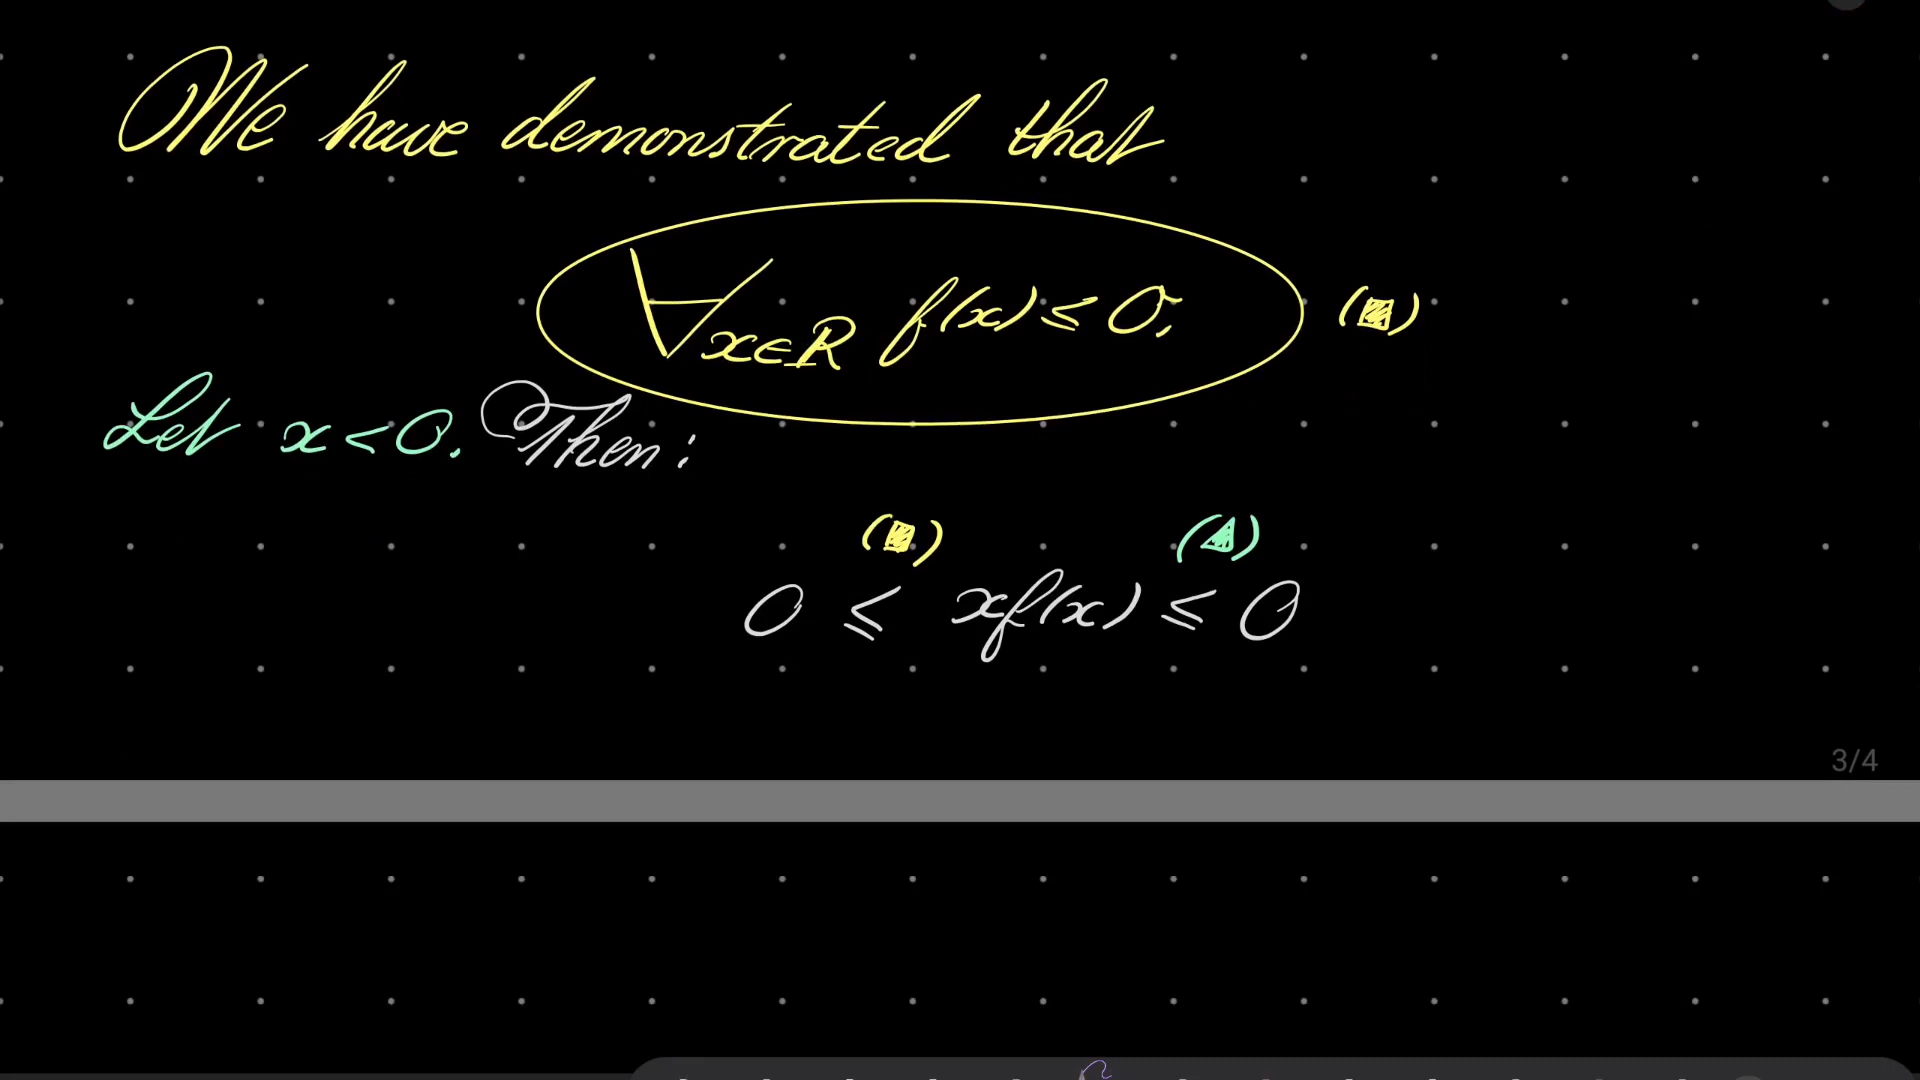 We have demonstrated that
∀x∈R f(x) ≤ 0, (■)
Let x < 0. Then:
(■) (▲)
0 ≤ xf(x) ≤ 0
3/4